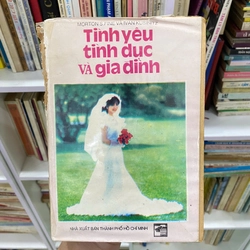 Tình yêu
tình dục
VÀ gia đình
NHÀ XUẤT BẢN THÀNH PHỐ HỒ CHÍ MINH